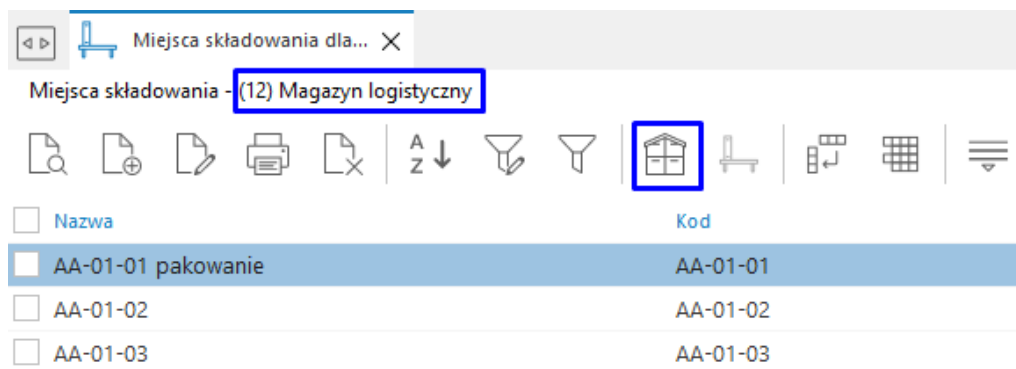 Miejsca składowania dla...
Miejsca składowania - (12) Magazyn logistyczny
A
Z
Nazwa Kod
AA-01-01 pakowanie AA-01-01
AA-01-02 AA-01-02
AA-01-03 AA-01-03